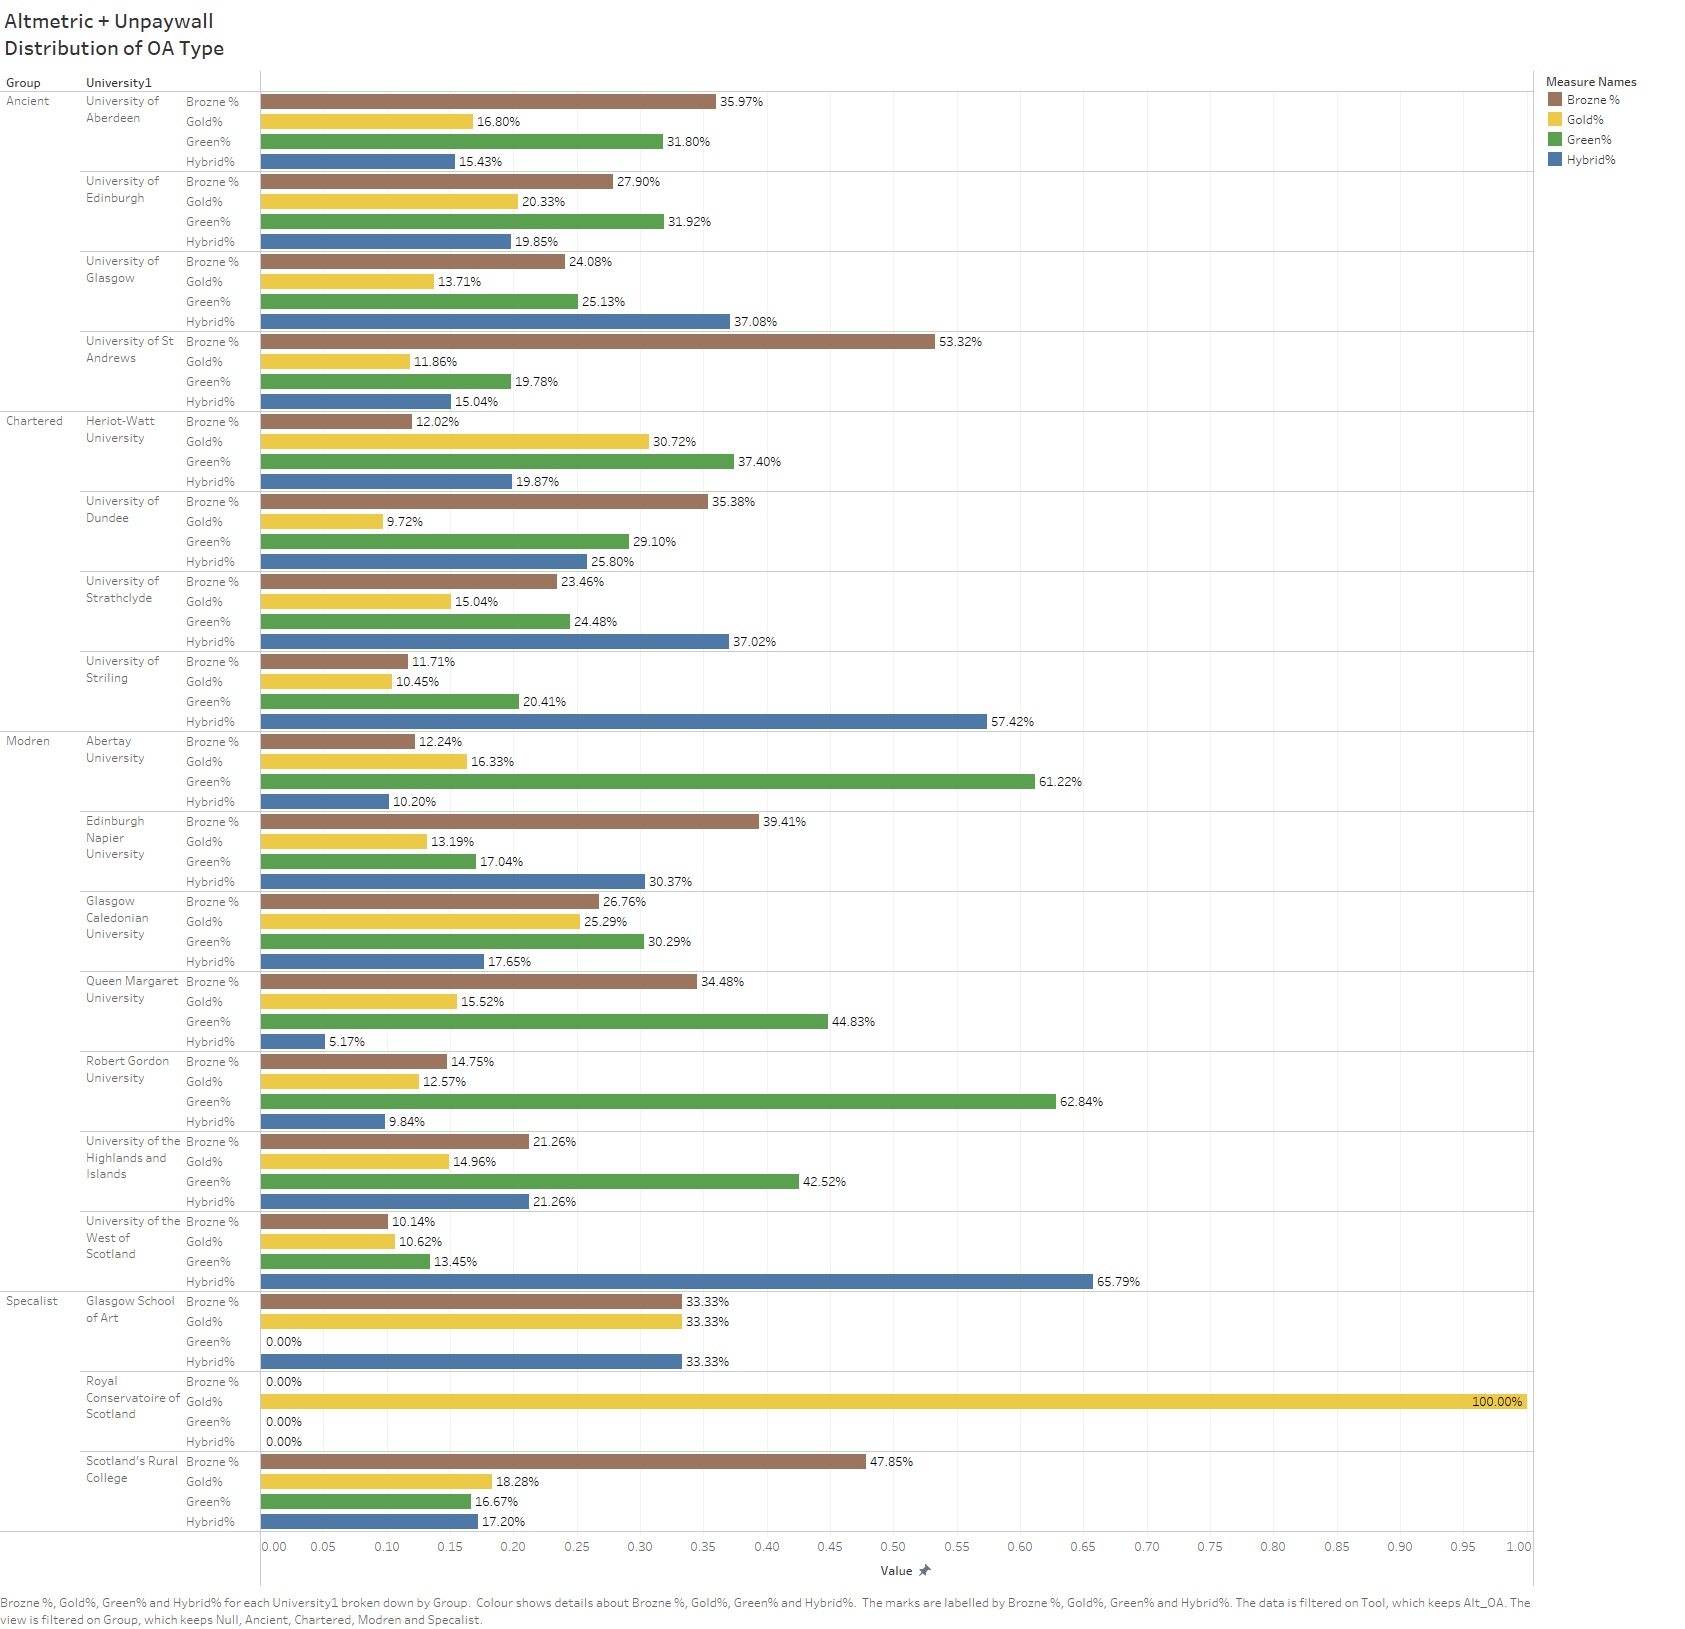 Altmetric + Unpaywall
Distribution of OA Type
Group University1
Measure Names
Brozne %
Gold%
Green%
Hybrid%
Ancient University of Aberdeen
Brozne % 35.97%
Gold% 16.80%
Green% 31.80%
Hybrid% 15.43%
University of Edinburgh
Brozne % 27.90%
Gold% 20.33%
Green% 31.92%
Hybrid% 19.85%
University of Glasgow
Brozne % 24.08%
Gold% 13.71%
Green% 25.13%
Hybrid% 37.08%
University of St Andrews
Brozne % 53.32%
Gold% 11.86%
Green% 19.78%
Hybrid% 15.04%
Chartered Heriot-Watt University
Brozne % 12.02%
Gold% 30.72%
Green% 37.40%
Hybrid% 19.87%
University of Dundee
Brozne % 35.38%
Gold% 9.72%
Green% 29.10%
Hybrid% 25.80%
University of Strathclyde
Brozne % 23.46%
Gold% 15.04%
Green% 24.48%
Hybrid% 37.02%
University of Striling
Brozne % 11.71%
Gold% 10.45%
Green% 20.41%
Hybrid% 57.42%
Modren Abertay University
Brozne % 12.24%
Gold% 16.33%
Green% 61.22%
Hybrid% 10.20%
Edinburgh Napier University
Brozne % 39.41%
Gold% 13.19%
Green% 17.04%
Hybrid% 30.37%
Glasgow Caledonian University
Brozne % 26.76%
Gold% 25.29%
Green% 30.29%
Hybrid% 17.65%
Queen Margaret University
Brozne % 34.48%
Gold% 15.52%
Green% 44.83%
Hybrid% 5.17%
Robert Gordon University
Brozne % 14.75%
Gold% 12.57%
Green% 62.84%
Hybrid% 9.84%
University of the Highlands and Islands
Brozne % 21.26%
Gold% 14.96%
Green% 42.52%
Hybrid% 21.26%
University of the West of Scotland
Brozne % 10.14%
Gold% 10.62%
Green% 13.45%
Hybrid% 65.79%
Specalist Glasgow School of Art
Brozne % 33.33%
Gold% 33.33%
Green% 0.00%
Hybrid% 33.33%
Royal Conservatoire of Scotland
Brozne % 0.00%
Gold% 100.00%
Green% 0.00%
Hybrid% 0.00%
Scotland's Rural College
Brozne % 47.85%
Gold% 18.28%
Green% 16.67%
Hybrid% 17.20%
0.00 0.05 0.10 0.15 0.20 0.25 0.30 0.35 0.40 0.45 0.50 0.55 0.60 0.65 0.70 0.75 0.80 0.85 0.90 0.95 1.00
Value
Brozne %, Gold%, Green% and Hybrid% for each University1 broken down by Group. Colour shows details about Brozne %, Gold%, Green% and Hybrid%. The marks are labelled by Brozne %, Gold%, Green% and Hybrid%. The data is filtered on Tool, which keeps Alt_OA. The
view is filtered on Group, which keeps Null, Ancient, Chartered, Modren and Specalist.